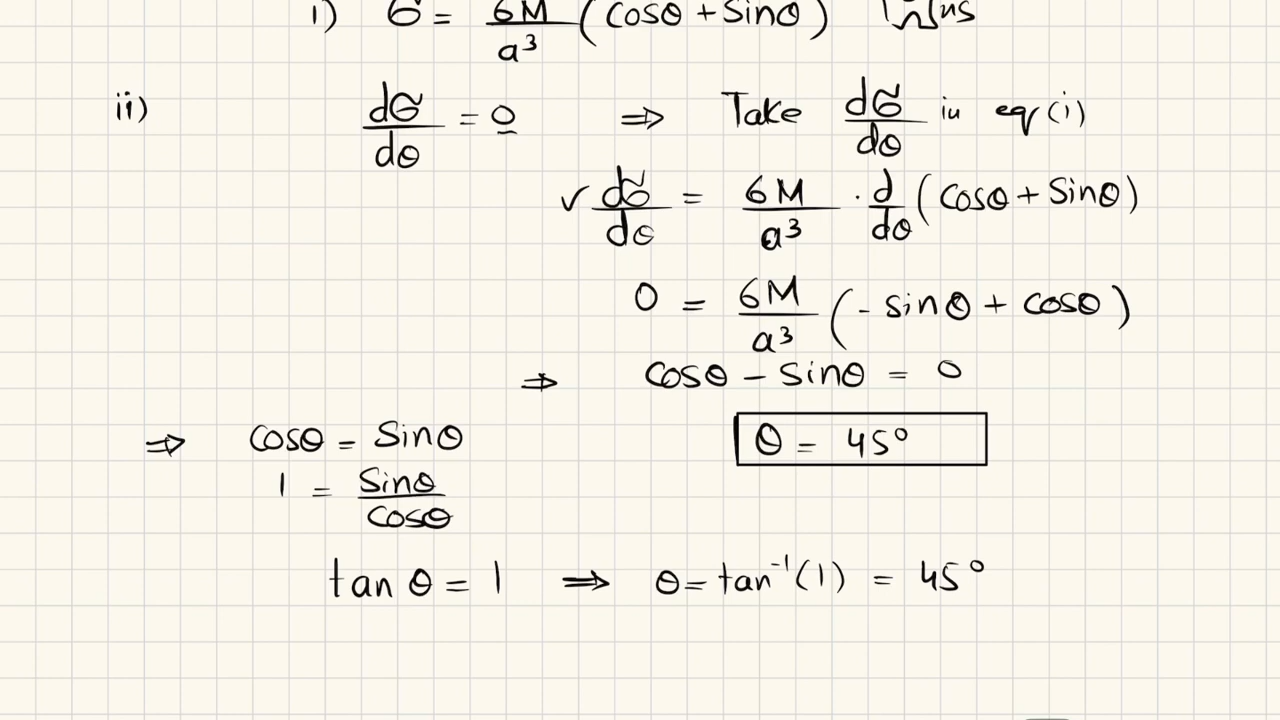 i) σ = 6M/a³ (cosθ + sinθ)
ii) dσ/dθ = 0 ⇒ Take dσ/dθ in eq (i)
✓ dσ/dθ = 6M/a³ · d/dθ (cosθ + sinθ)
0 = 6M/a³ (- sinθ + cosθ)
⇒ cosθ - sinθ = 0
⇒ cosθ = sinθ
θ = 45°
1 = sinθ/cosθ
tan θ = 1 ⇒ θ = tan⁻¹(1) = 45°